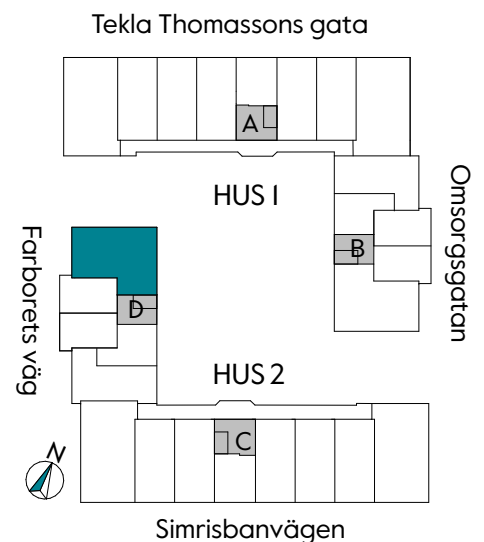 Tekla Thomassons gata
A
HUS 1
Omsorgsgatan
B
Farborets väg
D
HUS 2
C
N
Simrisbanvägen